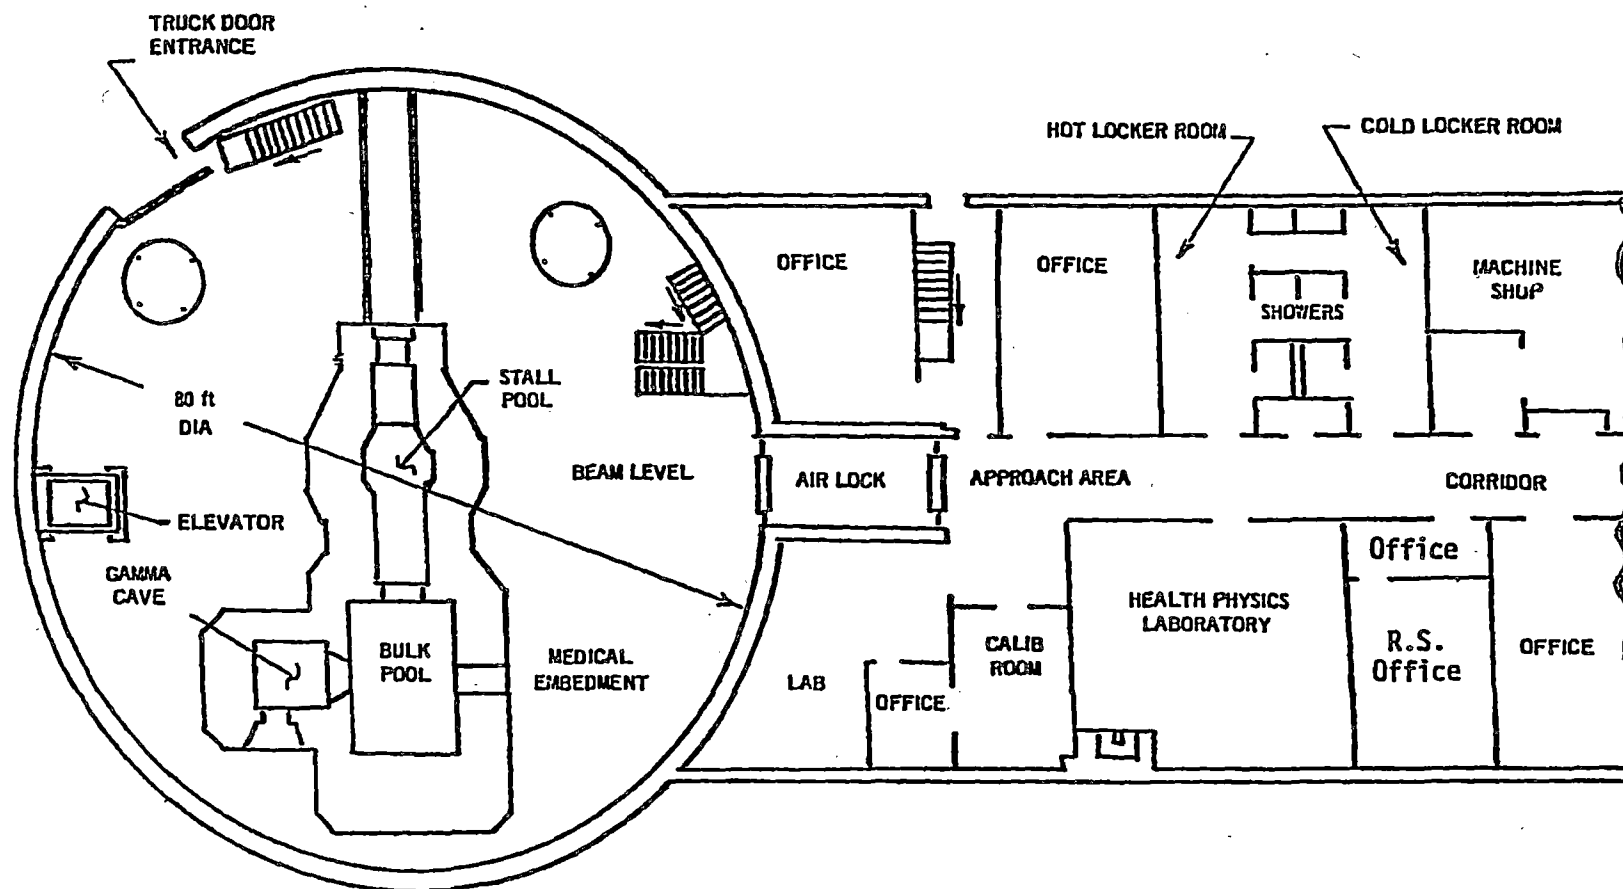 TRUCK DOOR
ENTRANCE
HOT LOCKER ROOM
COLD LOCKER ROOM
OFFICE
OFFICE
MACHINE
SHOP
SHOWERS
STALL
POOL
80 ft
DIA
BEAM LEVEL
AIR LOCK
APPROACH AREA
CORRIDOR
ELEVATOR
GAMMA
CAVE
Office
HEALTH PHYSICS
LABORATORY
BULK
POOL
MEDICAL
EMBEDMENT
LAB
OFFICE
CALIB
ROOM
R.S.
Office
OFFICE